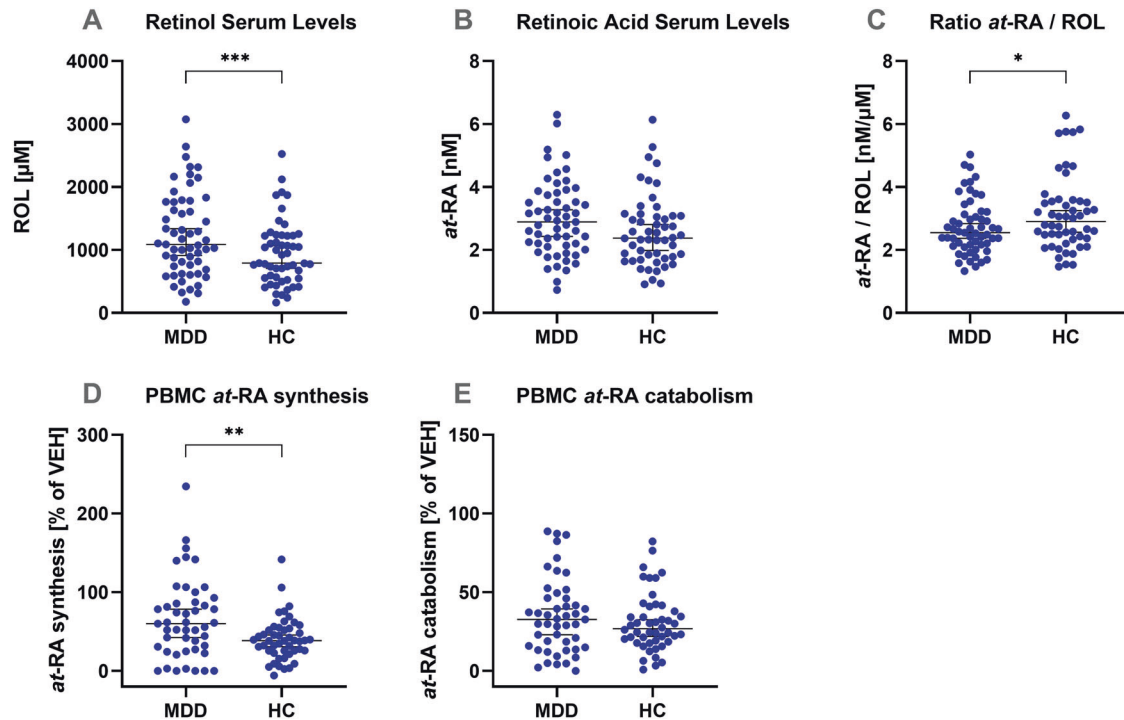 A Retinol Serum Levels
ROL [µM]
4000
3000
2000
1000
0
***
MDD HC
B Retinoic Acid Serum Levels
at-RA [nM]
8
6
4
2
0
MDD HC
C Ratio at-RA / ROL
at-RA / ROL [nM/µM]
8
6
4
2
0
*
MDD HC
D PBMC at-RA synthesis
at-RA synthesis [% of VEH]
300
200
100
0
**
MDD HC
E PBMC at-RA catabolism
at-RA catabolism [% of VEH]
150
100
50
0
MDD HC